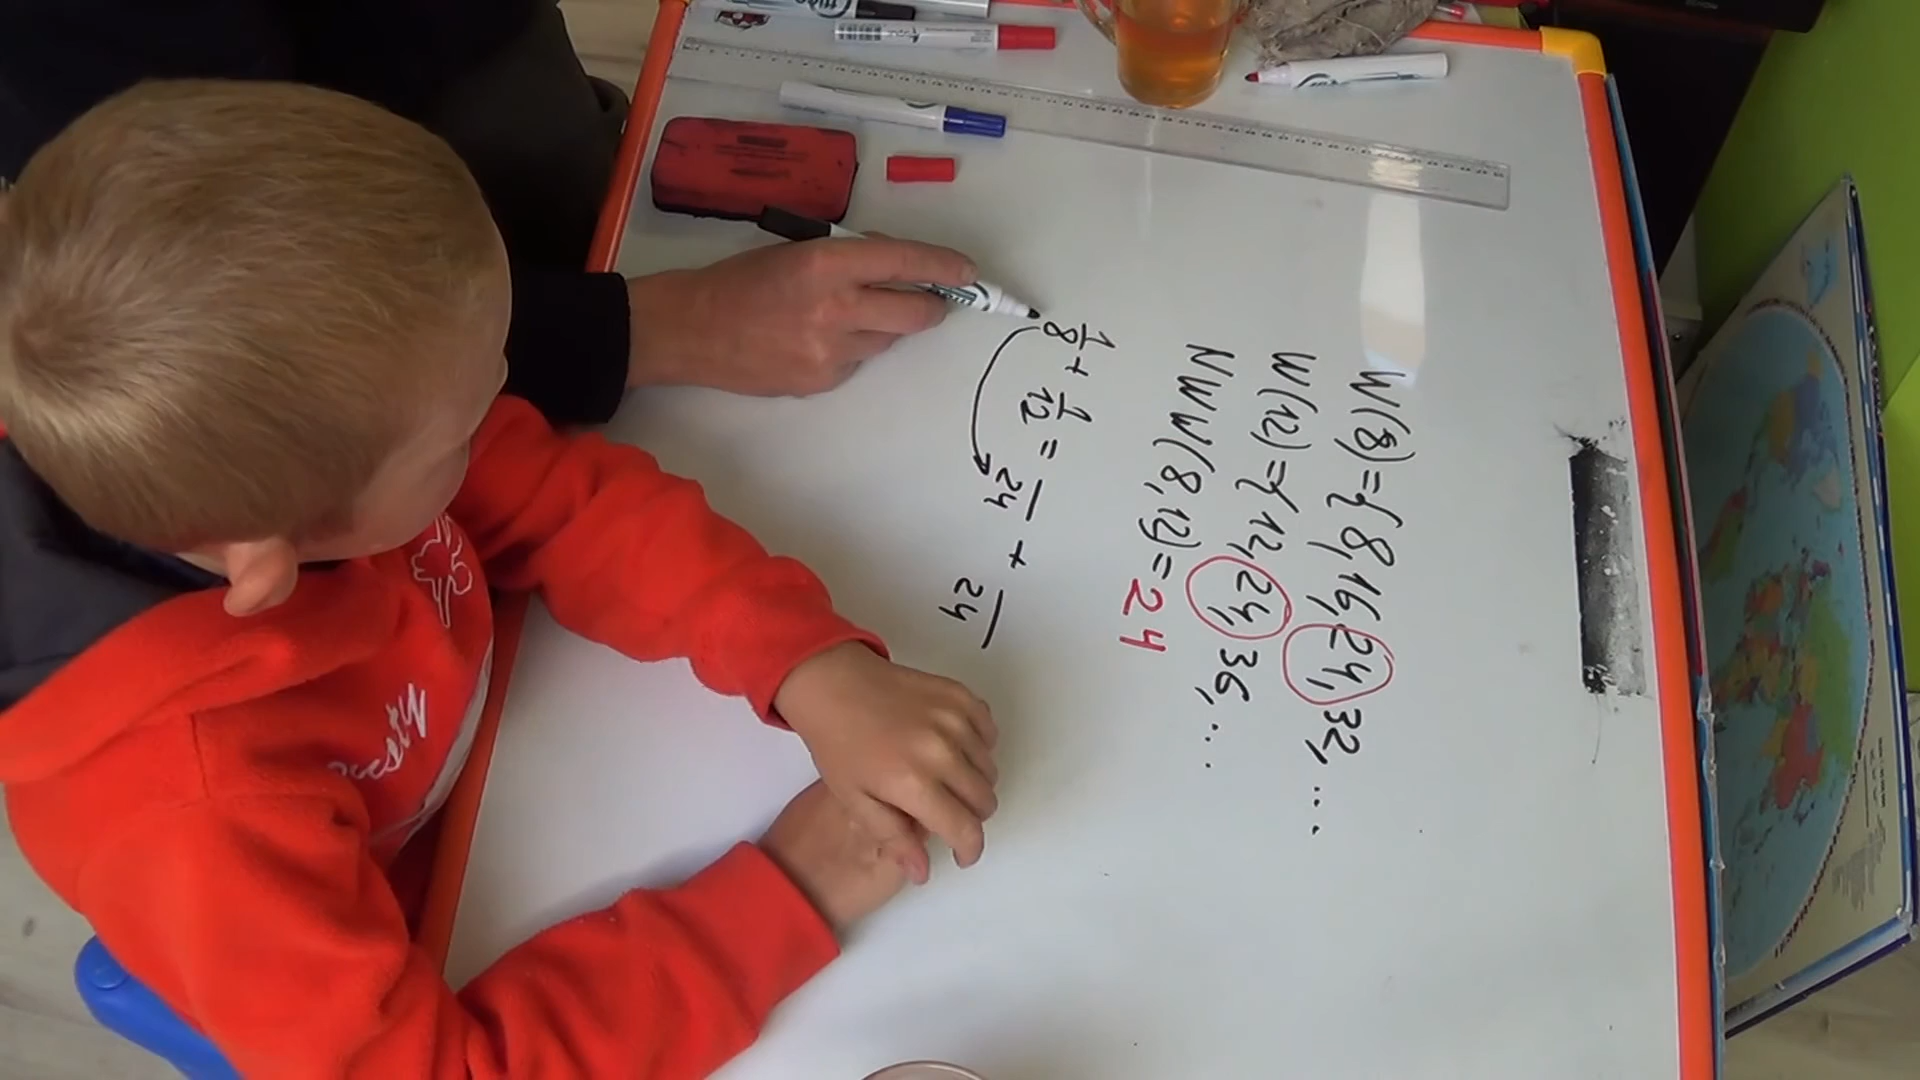 W(8)={8,16,24,32,...
W(12)={12,24,36,...
NWW(8,12)=24
1/8 + 1/12 = /24 + /24